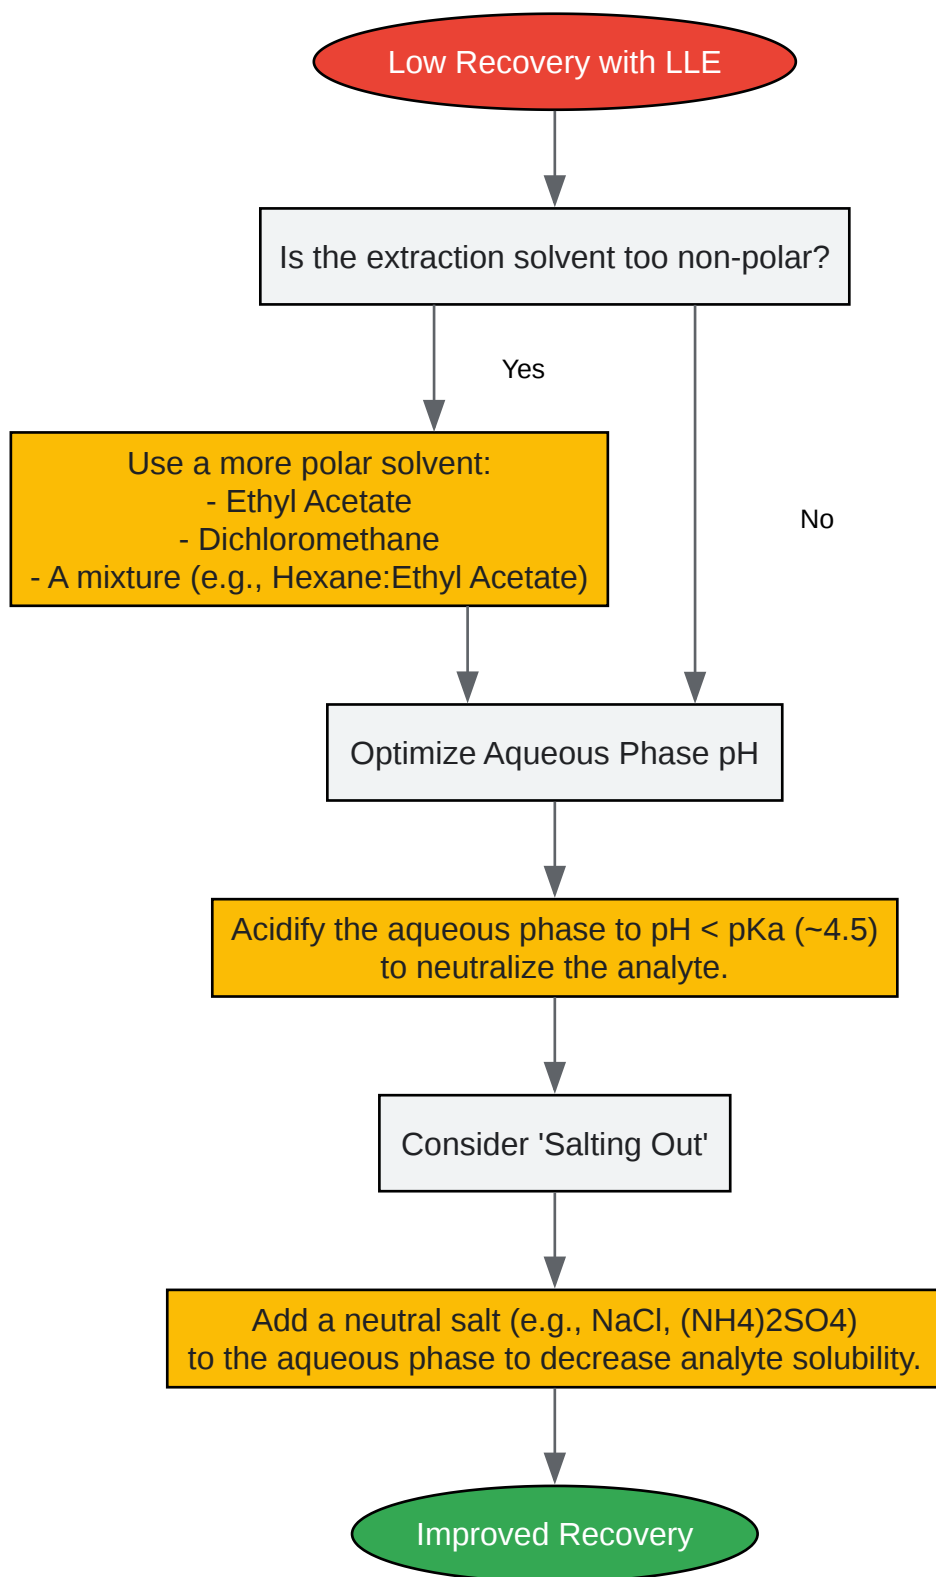 Low Recovery with LLE
Is the extraction solvent too non-polar?
Yes
Use a more polar solvent:
- Ethyl Acetate
- Dichloromethane
- A mixture (e.g., Hexane:Ethyl Acetate)
No
Optimize Aqueous Phase pH
Acidify the aqueous phase to pH < pKa (~4.5)
to neutralize the analyte.
Consider 'Salting Out'
Add a neutral salt (e.g., NaCl, (NH4)2SO4)
to the aqueous phase to decrease analyte solubility.
Improved Recovery